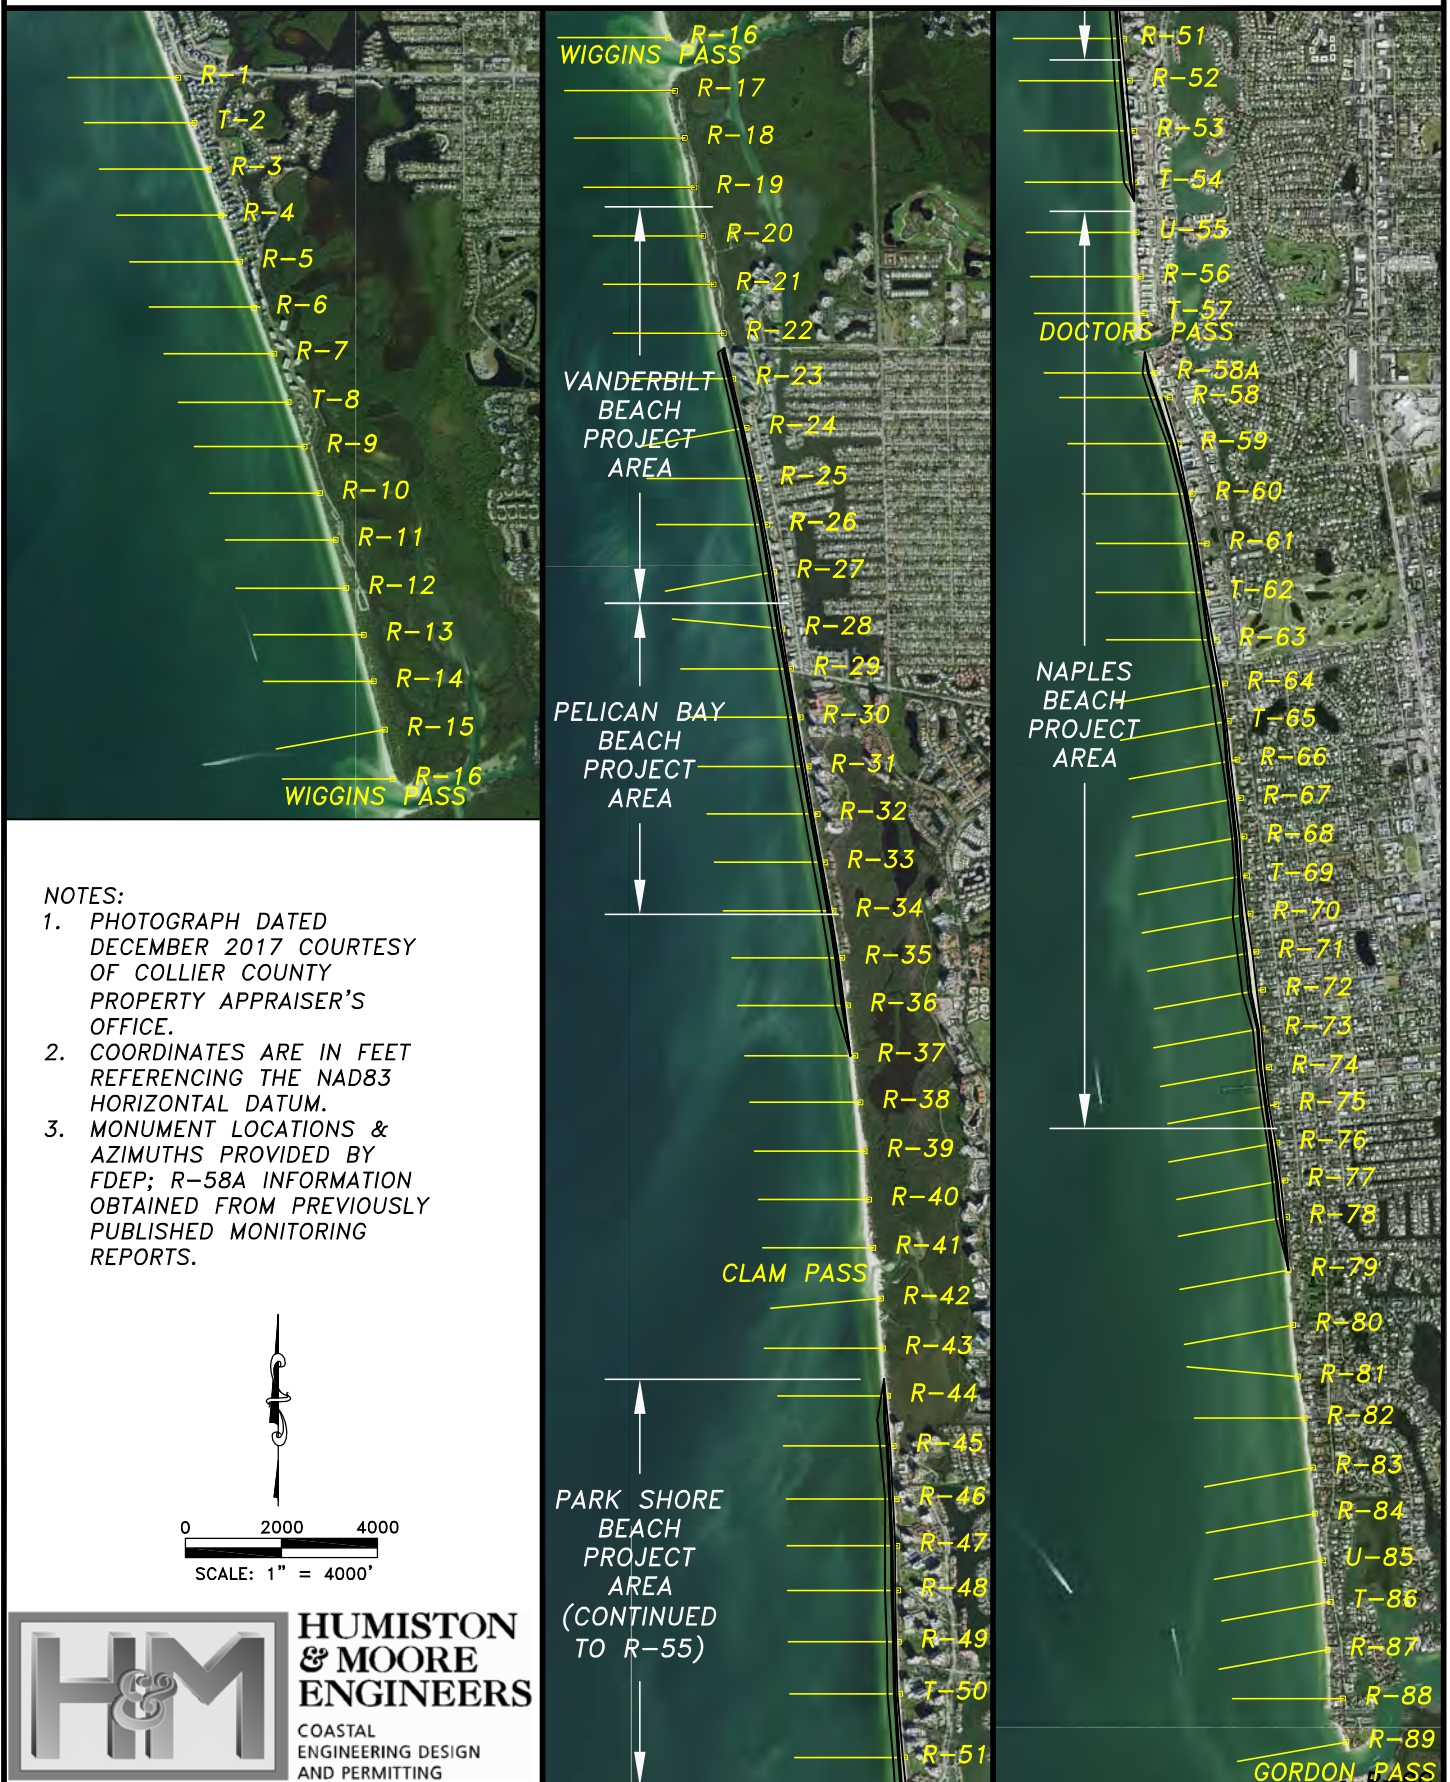 R-1
T-2
R-3
R-4
R-5
R-6
R-7
T-8
R-9
R-10
R-11
R-12
R-13
R-14
R-15
R-16
WIGGINS PASS
NOTES:
1. PHOTOGRAPH DATED
DECEMBER 2017 COURTESY
OF COLLIER COUNTY
PROPERTY APPRAISER'S
OFFICE.
2. COORDINATES ARE IN FEET
REFERENCING THE NAD83
HORIZONTAL DATUM.
3. MONUMENT LOCATIONS &
AZIMUTHS PROVIDED BY
FDEP; R-58A INFORMATION
OBTAINED FROM PREVIOUSLY
PUBLISHED MONITORING
REPORTS.
0 2000 4000
SCALE: 1" = 4000'
H&M
HUMISTON
& MOORE
ENGINEERS
COASTAL
ENGINEERING DESIGN
AND PERMITTING
R-16
WIGGINS PASS
R-17
R-18
R-19
R-20
R-21
R-22
R-23
VANDERBILT
BEACH
PROJECT
AREA
R-24
R-25
R-26
R-27
R-28
R-29
R-30
PELICAN BAY
BEACH
PROJECT
AREA
R-31
R-32
R-33
R-34
R-35
R-36
R-37
R-38
R-39
R-40
R-41
CLAM PASS
R-42
R-43
R-44
R-45
R-46
PARK SHORE
BEACH
PROJECT
AREA
(CONTINUED
TO R-55)
R-47
R-48
R-49
T-50
R-51
R-51
R-52
R-53
T-54
U-55
R-56
T-57
DOCTORS PASS
R-58A
R-58
R-59
R-60
R-61
T-62
R-63
NAPLES
BEACH
PROJECT
AREA
R-64
T-65
R-66
R-67
R-68
T-69
R-70
R-71
R-72
R-73
R-74
R-75
R-76
R-77
R-78
R-79
R-80
R-81
R-82
R-83
R-84
U-85
T-86
R-87
R-88
R-89
GORDON PASS